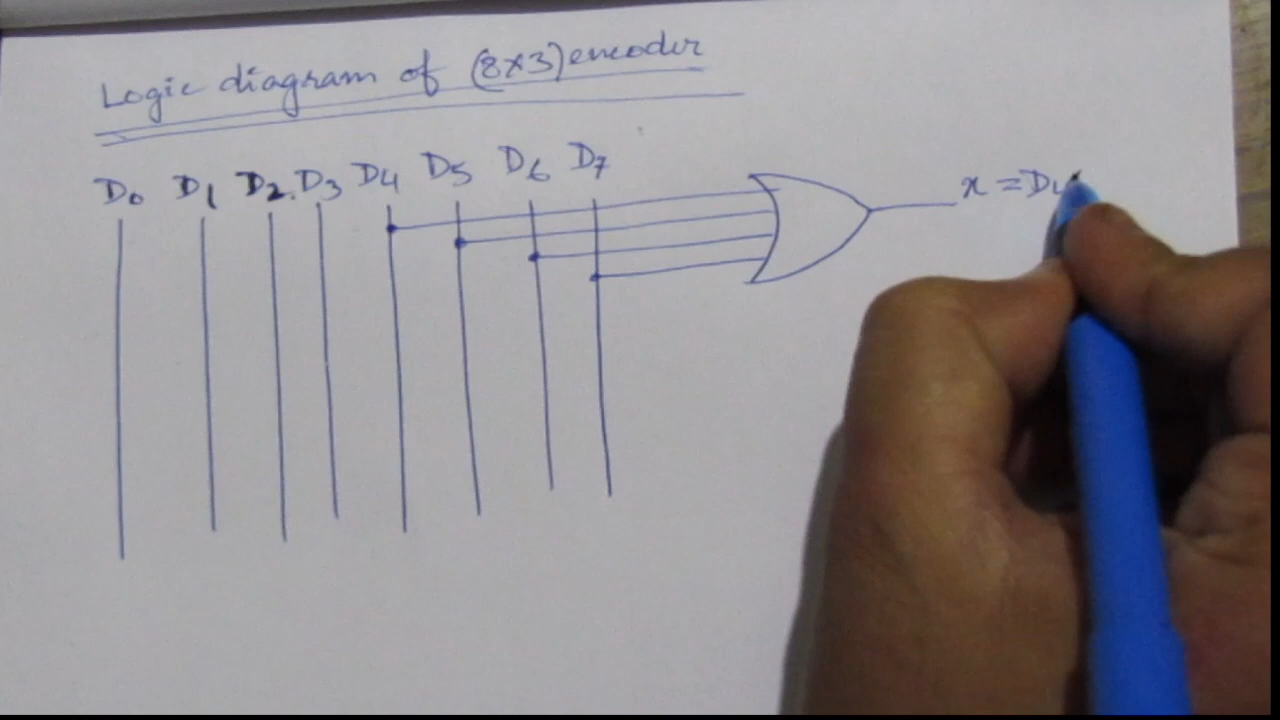 Logic diagram of (8x3) encoder
D0 D1 D2 D3 D4 D5 D6 D7
x = D4